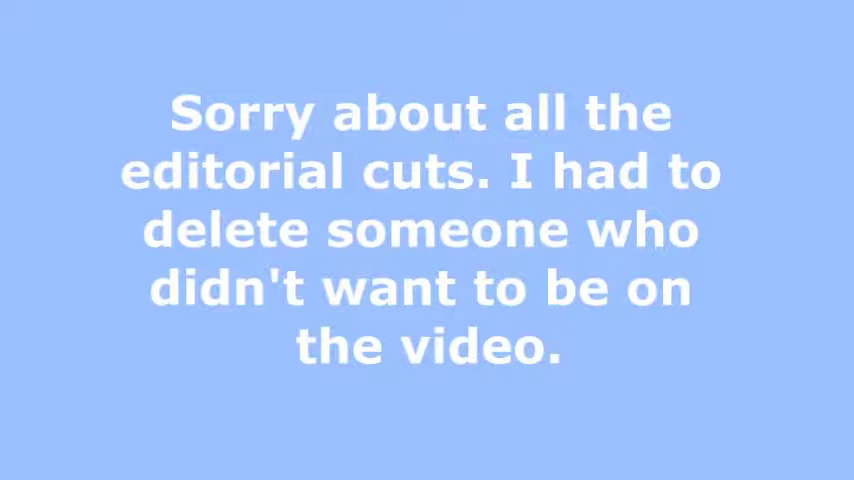 Sorry about all the
editorial cuts. I had to
delete someone who
didn't want to be on
the video.